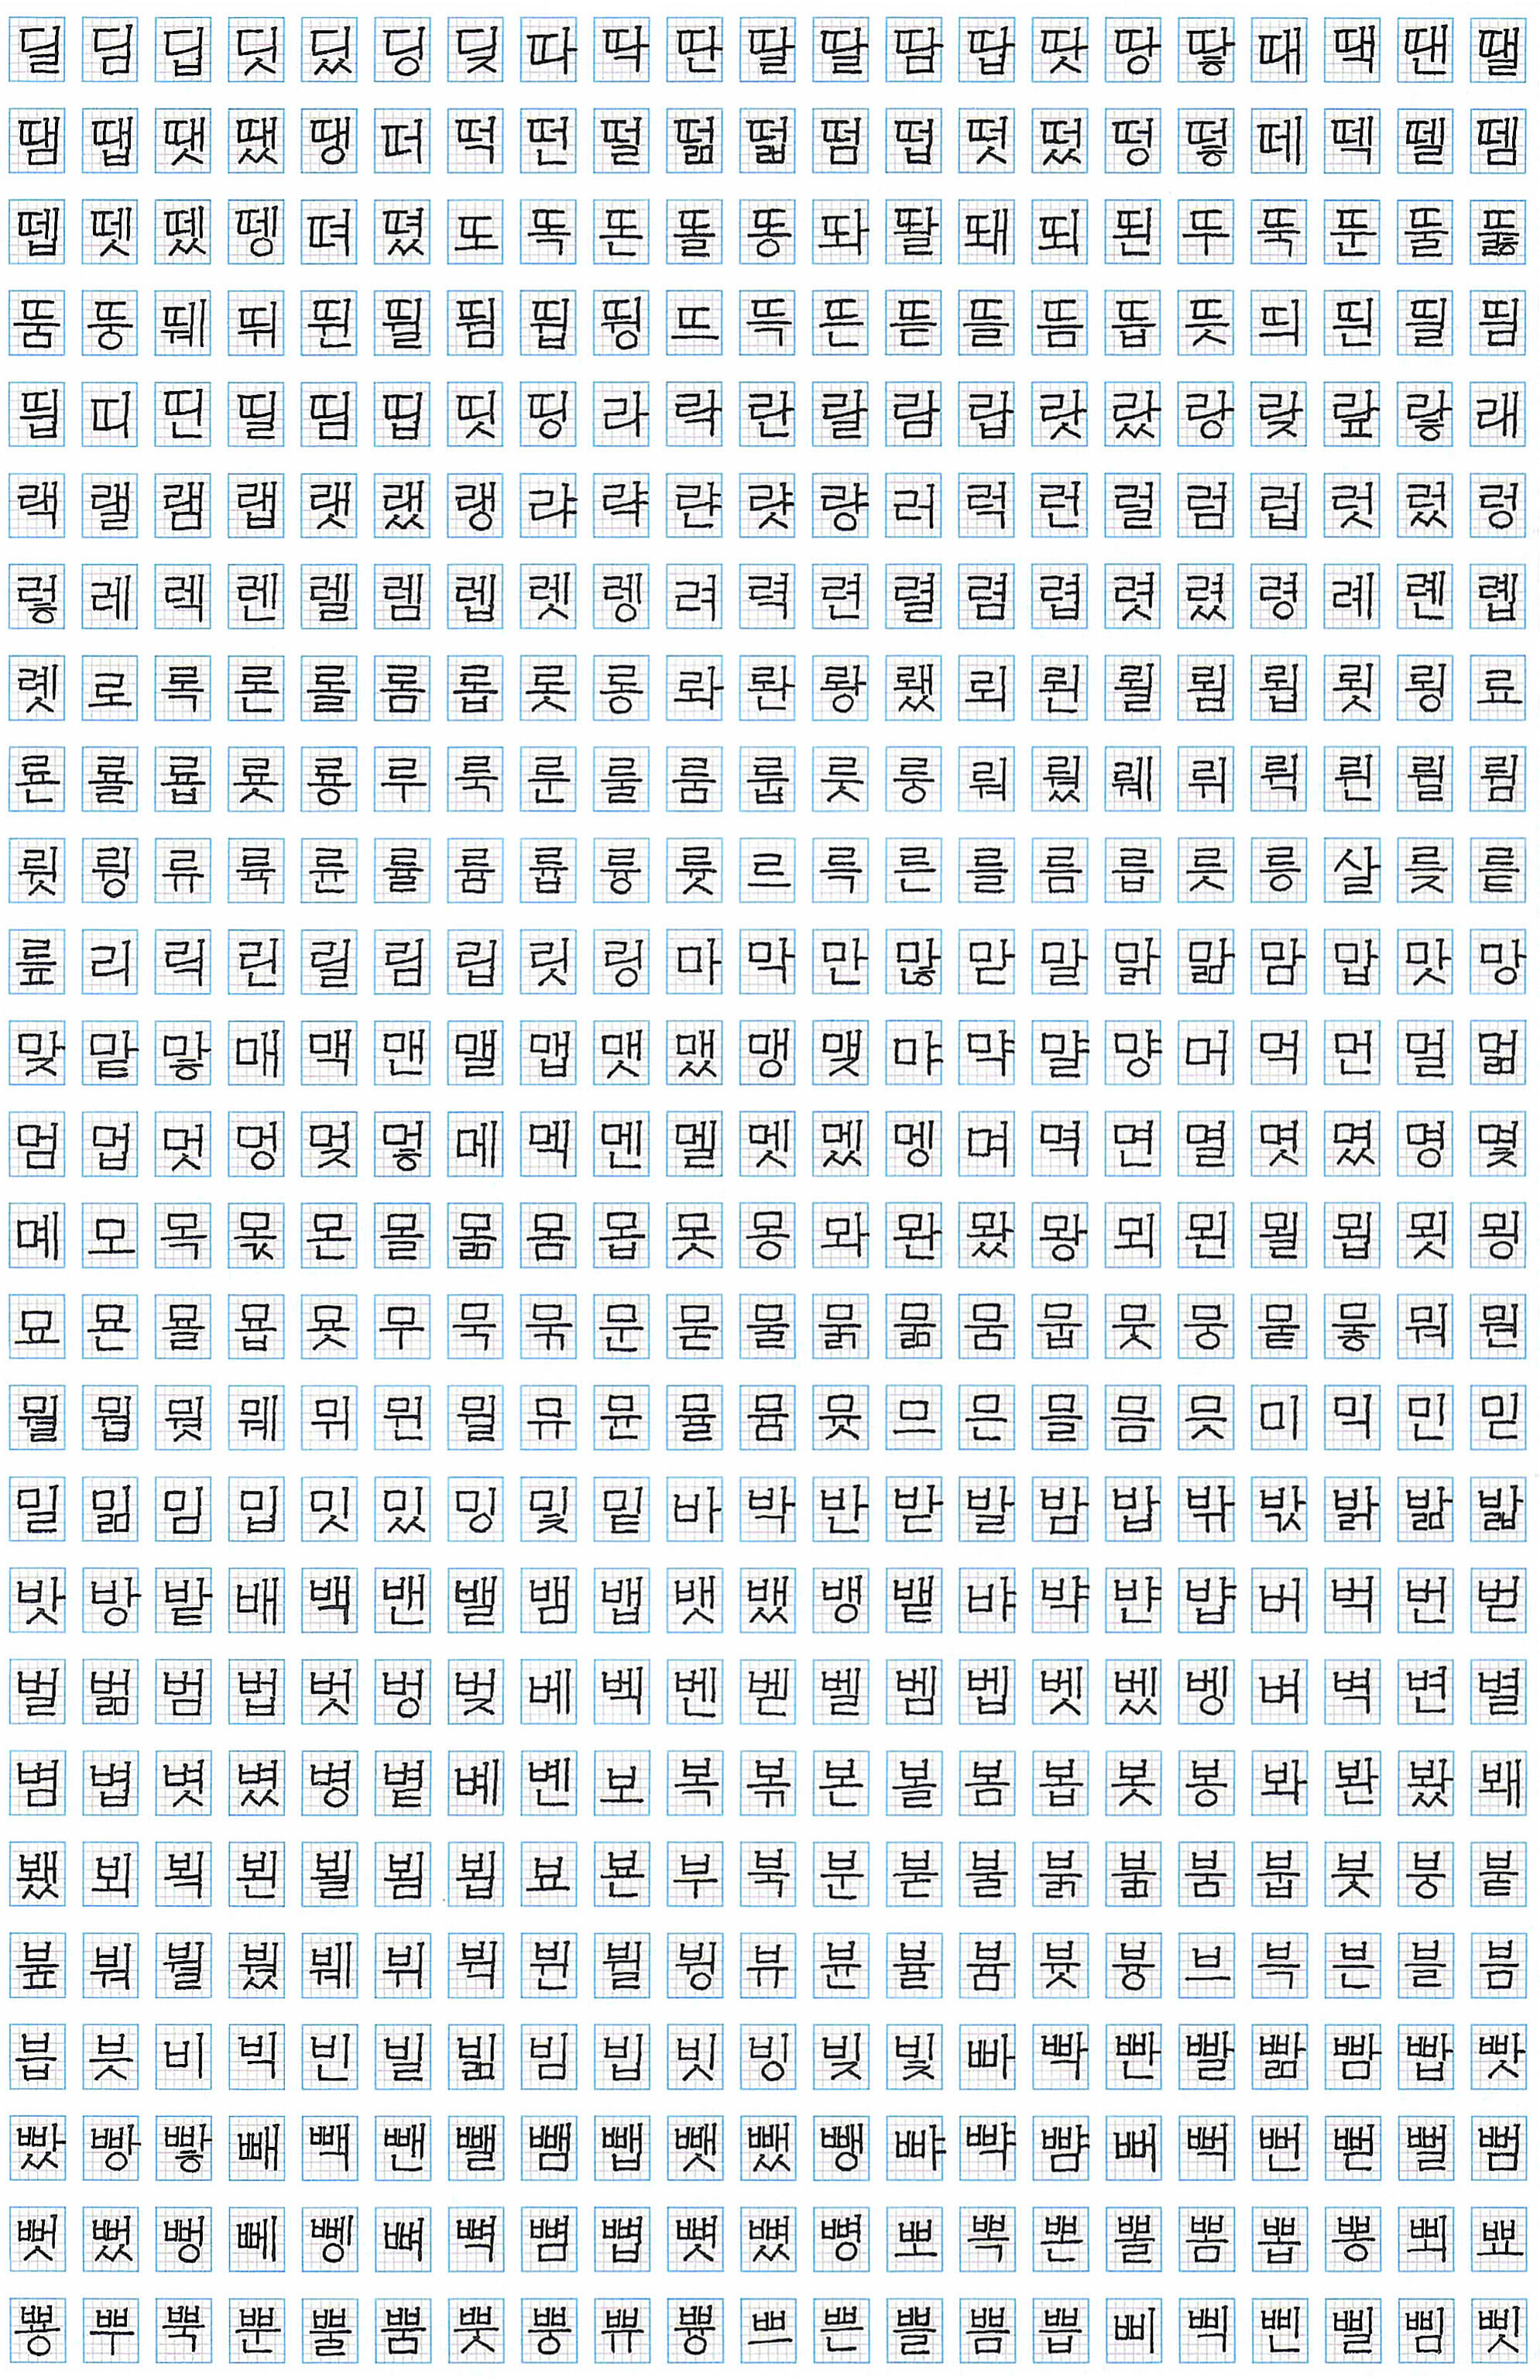 딜 딤 딥 딧 딨 딩 딪 따 딱 딴 딸 딸 땀 땁 땃 땅 땋 때 땍 땐 땔
땜 땝 땟 땠 땡 떠 떡 떤 떨 떪 떫 떰 떱 떳 떴 떵 떻 떼 떽 뗄 뗌
뗍 뗏 뗐 뗑 뗘 뗬 또 똑 똔 똘 똥 똬 똴 뙈 뙤 뙨 뚜 뚝 뚠 뚤 뚫
뚬 뚱 뛔 뛰 뛴 뛸 뜀 뜁 뜅 뜨 뜩 뜬 뜯 뜰 뜸 뜹 뜻 띄 띈 띌 띔
띕 띠 띤 띨 띰 띱 띳 띵 라 락 란 랄 람 랍 랏 랐 랑 랒 랖 랗 래
랙 랠 램 랩 랫 랬 랭 랴 략 랸 럇 량 러 럭 런 럴 럼 럽 럿 렀 렁
렇 레 렉 렌 렐 렘 렙 렛 렝 려 력 련 렬 렴 렵 렷 렸 령 례 롄 롑
롓 로 록 론 롤 롬 롭 롯 롱 롸 롼 뢍 뢨 뢰 뢴 뢸 룀 룁 룃 룅 료
룐 룔 룝 룟 룡 루 룩 룬 룰 룸 룹 룻 룽 뤄 뤘 뤠 뤼 뤽 륀 륄 륌
륏 륑 류 륙 륜 률 륨 륩 륭 륫 르 륵 른 를 름 릅 릇 릉 살 릊 릍
릎 리 릭 린 릴 림 립 릿 링 마 막 만 많 맏 말 맑 맒 맘 맙 맛 망
맞 맡 맣 매 맥 맨 맬 맵 맷 맸 맹 맺 먀 먁 먈 먕 머 먹 먼 멀 멂
멈 멉 멋 멍 멎 멓 메 멕 멘 멜 멧 멨 멩 며 멱 면 멸 몃 몄 명 몇
몌 모 목 몫 몬 몰 몲 몸 몹 못 몽 뫄 뫈 뫘 뫙 뫼 묀 묄 묍 묏 묑
묘 묜 묠 묩 묫 무 묵 묶 문 묻 물 묽 묾 뭄 뭅 뭇 뭉 뭍 뭏 뭐 뭔
뭘 뭡 뭣 뭬 뮈 뮌 뮐 뮤 뮨 뮬 뮴 뮷 므 믄 믈 믐 믓 미 믹 민 믿
밀 밂 밈 밉 밋 밌 밍 및 밑 바 박 반 받 발 밤 밥 밖 밗 밝 밞 밟
밧 방 밭 배 백 밴 밸 뱀 뱁 뱃 뱄 뱅 뱉 뱌 뱍 뱐 뱝 버 벅 번 벋
벌 벎 범 법 벗 벙 벚 베 벡 벤 벧 벨 벰 벱 벳 벴 벵 벼 벽 변 별
볌 볍 볏 볐 병 볕 볘 볜 보 복 볶 본 볼 봄 봅 봇 봉 봐 봔 봤 봬
뵀 뵈 뵉 뵌 뵐 뵘 뵙 뵤 뵨 부 북 분 붇 불 붉 붊 붐 붑 붓 붕 붙
붚 붜 붤 붰 붸 뷔 뷕 뷘 뷜 뷩 뷰 뷴 뷸 븀 븃 븅 브 븍 븐 블 븜
븝 븟 비 빅 빈 빌 빎 빔 빕 빗 빙 빚 빛 빠 빡 빤 빨 빪 빰 빱 빳
빴 빵 빻 빼 빽 뺀 뺄 뺌 뺍 뺏 뺐 뺑 뺘 뺙 뺨 뻐 뻑 뻔 뻗 뻘 뻠
뻣 뻤 뻥 뻬 뼁 뼈 뼉 뼘 뼙 뼛 뼜 뼝 뽀 뽁 뽄 뽈 뽐 뽑 뽕 뾔 뾰
뿅 뿌 뿍 뿐 뿔 뿜 뿟 뿡 쀼 쁑 쁘 쁜 쁠 쁨 쁩 삐 삑 삔 삘 삠 삣